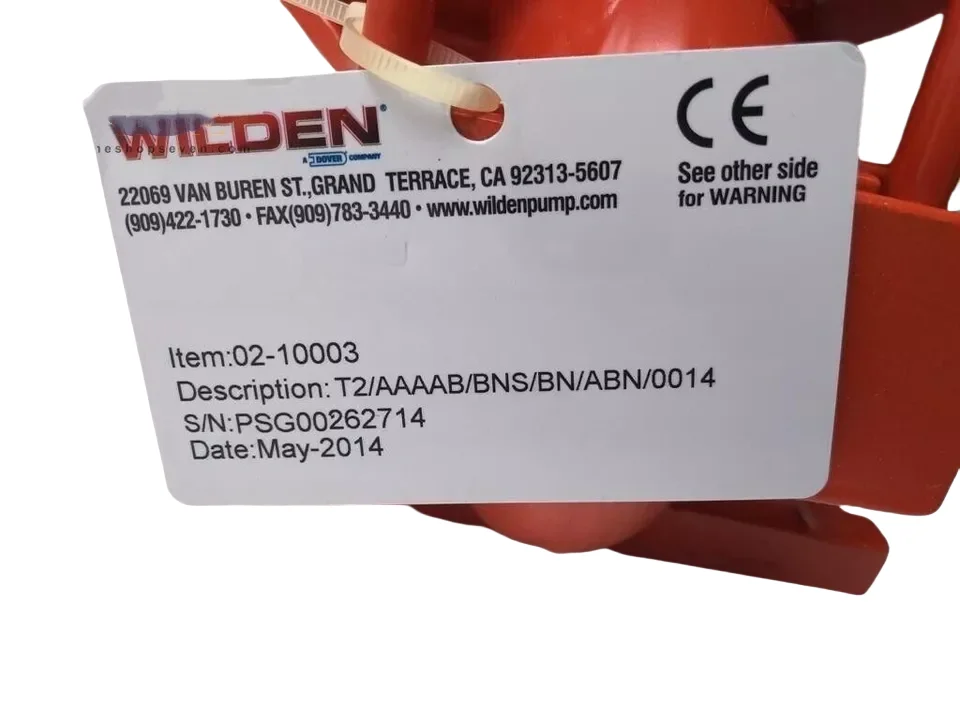 WILDEN®
A DOVER COMPANY
22069 VAN BUREN ST.,GRAND TERRACE, CA 92313-5607
(909)422-1730 • FAX(909)783-3440 • www.wildenpump.com
CE
See other side
for WARNING
Item:02-10003
Description: T2/AAAAB/BNS/BN/ABN/0014
S/N:PSG00262714
Date:May-2014